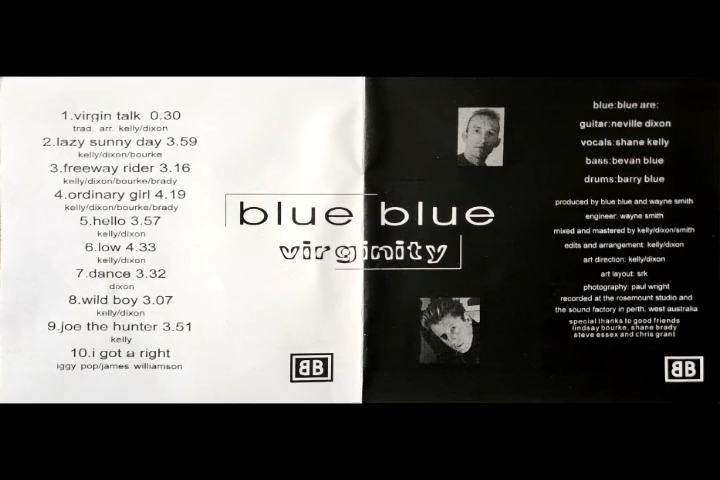 1.virgin talk 0.30
trad. arr. kelly/dixon
2.lazy sunny day 3.59
kelly/dixon/bourke
3.freeway rider 3.16
kelly/dixon/bourke/brady
4.ordinary girl 4.19
kelly/dixon/bourke/brady
5.hello 3.57
kelly/dixon
6.low 4.33
kelly/dixon
7.dance 3.32
dixon
8.wild boy 3.07
kelly/dixon
9.joe the hunter 3.51
kelly
10.i got a right
iggy pop/james williamson
BB
blue blue
virginity
blue:blue are:
guitar:neville dixon
vocals:shane kelly
bass:bevan blue
drums:barry blue
produced by blue blue and wayne smith
engineer: wayne smith
mixed and mastered by kelly/dixon/smith
edits and arrangement: kelly/dixon
art direction: kelly/dixon
art layout: srk
photography: paul wright
recorded at the rosemount studio and
the sound factory in perth, west australia
special thanks to good friends
lindsay bourke, shane brady
steve essex and chris grant
BB